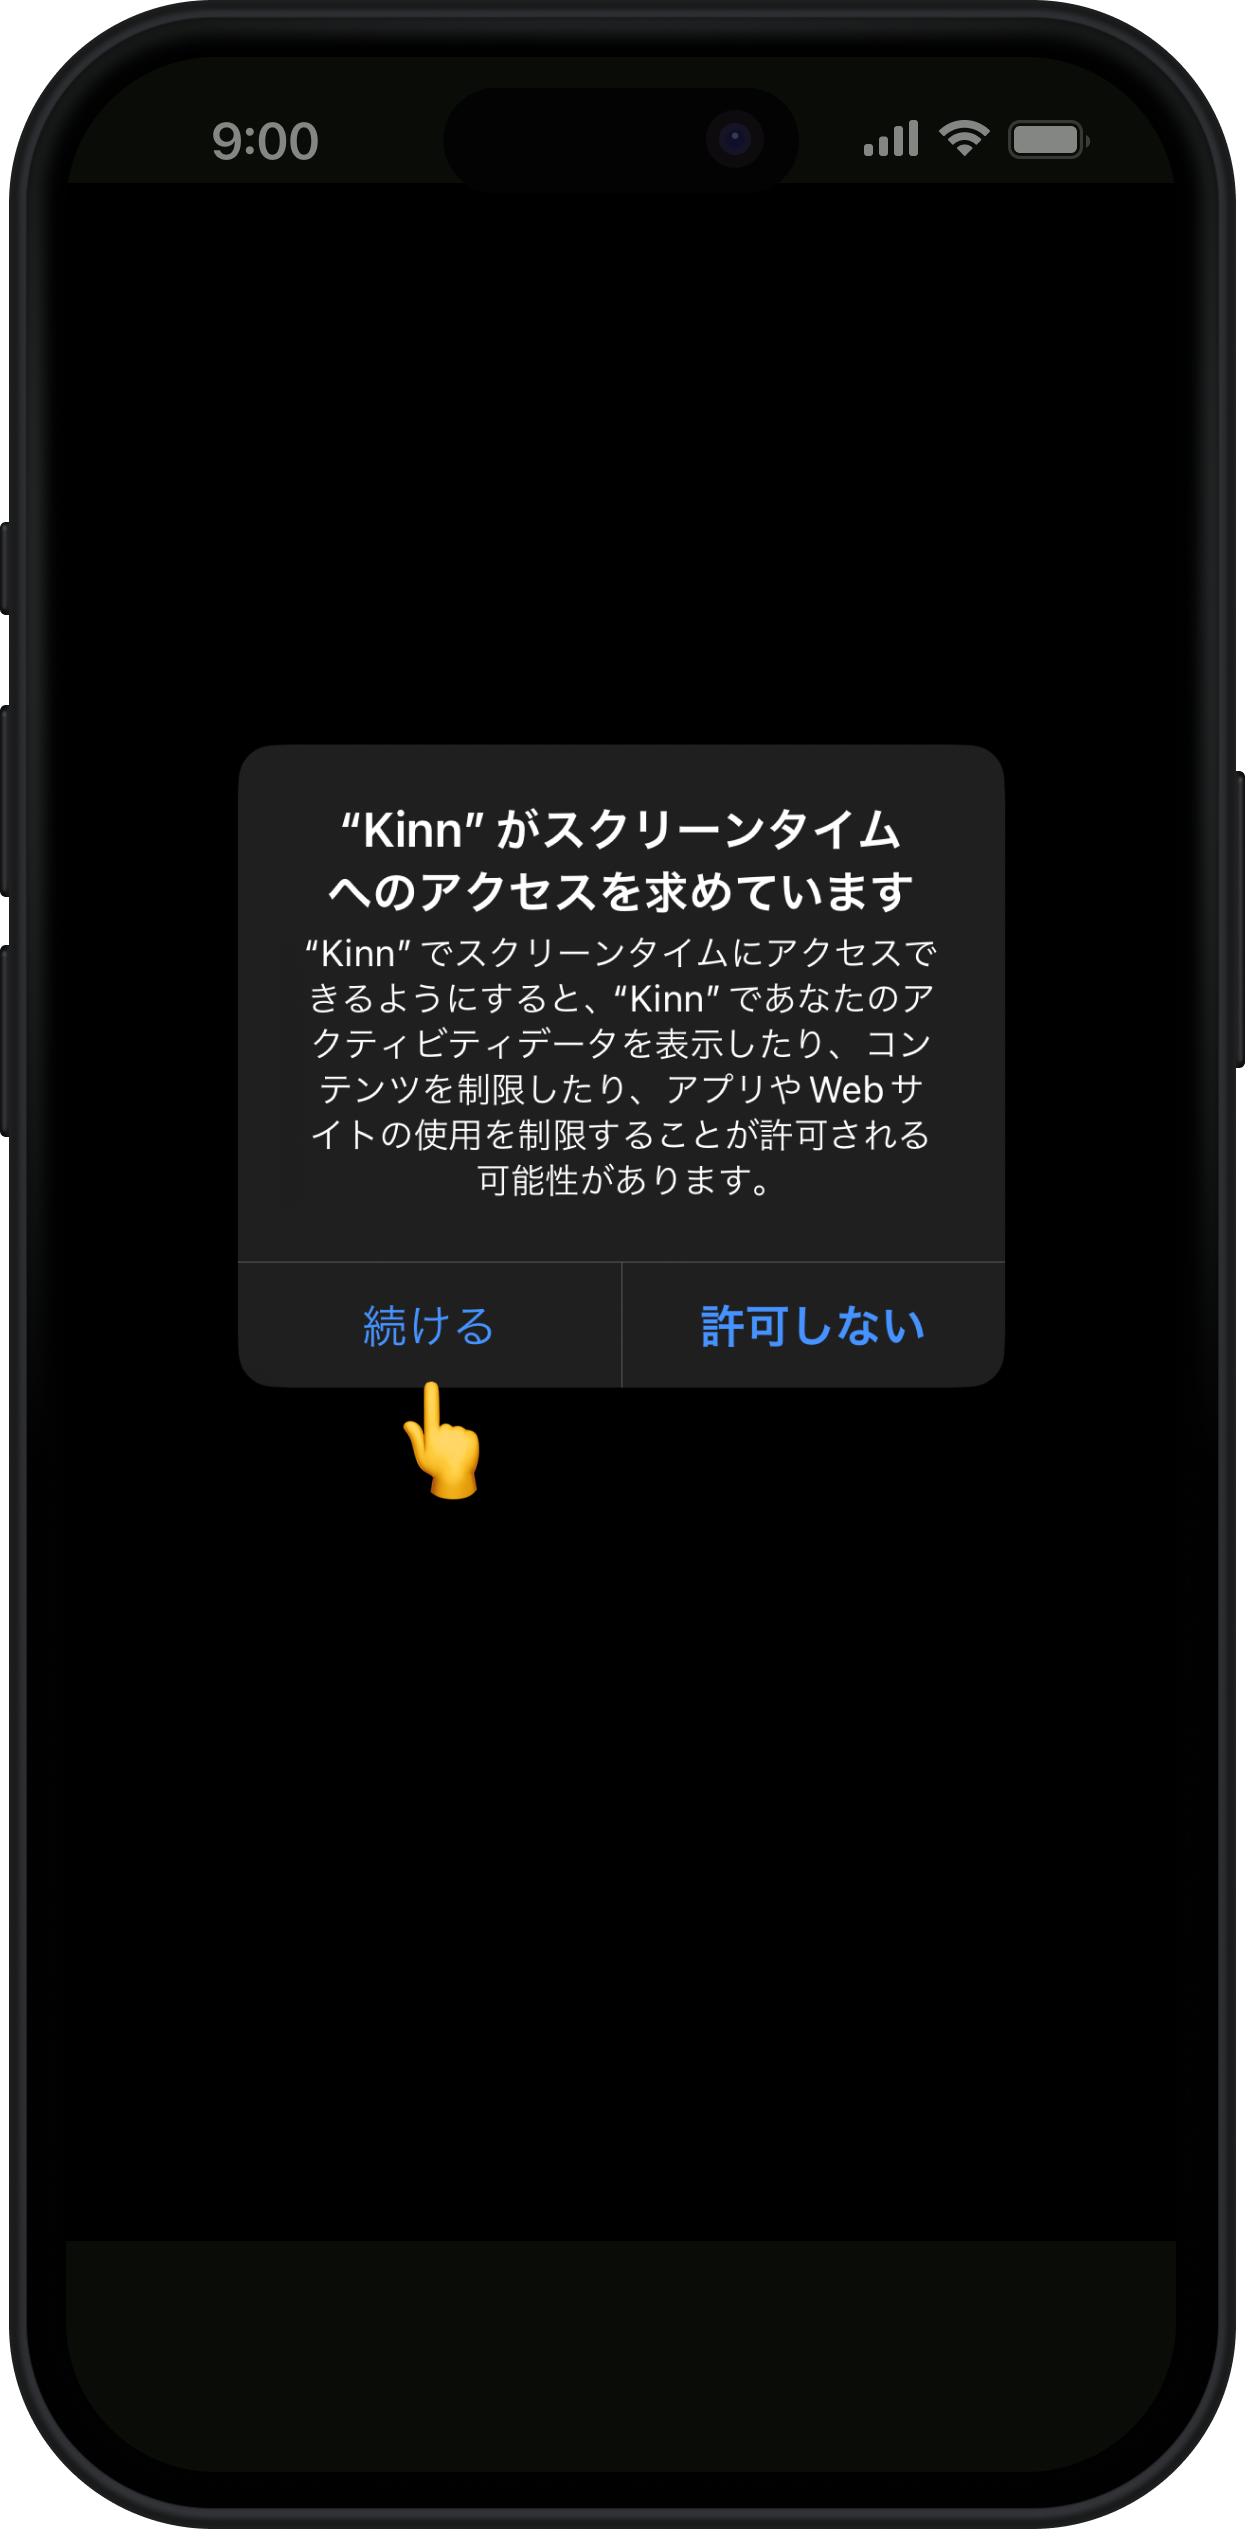 9:00
“Kinn” がスクリーンタイム
へのアクセスを求めています
“Kinn” でスクリーンタイムにアクセスで
きるようにすると、“Kinn” であなたのア
クティビティデータを表示したり、コン
テンツを制限したり、アプリや Web サ
イトの使用を制限することが許可される
可能性があります。
続ける
許可しない